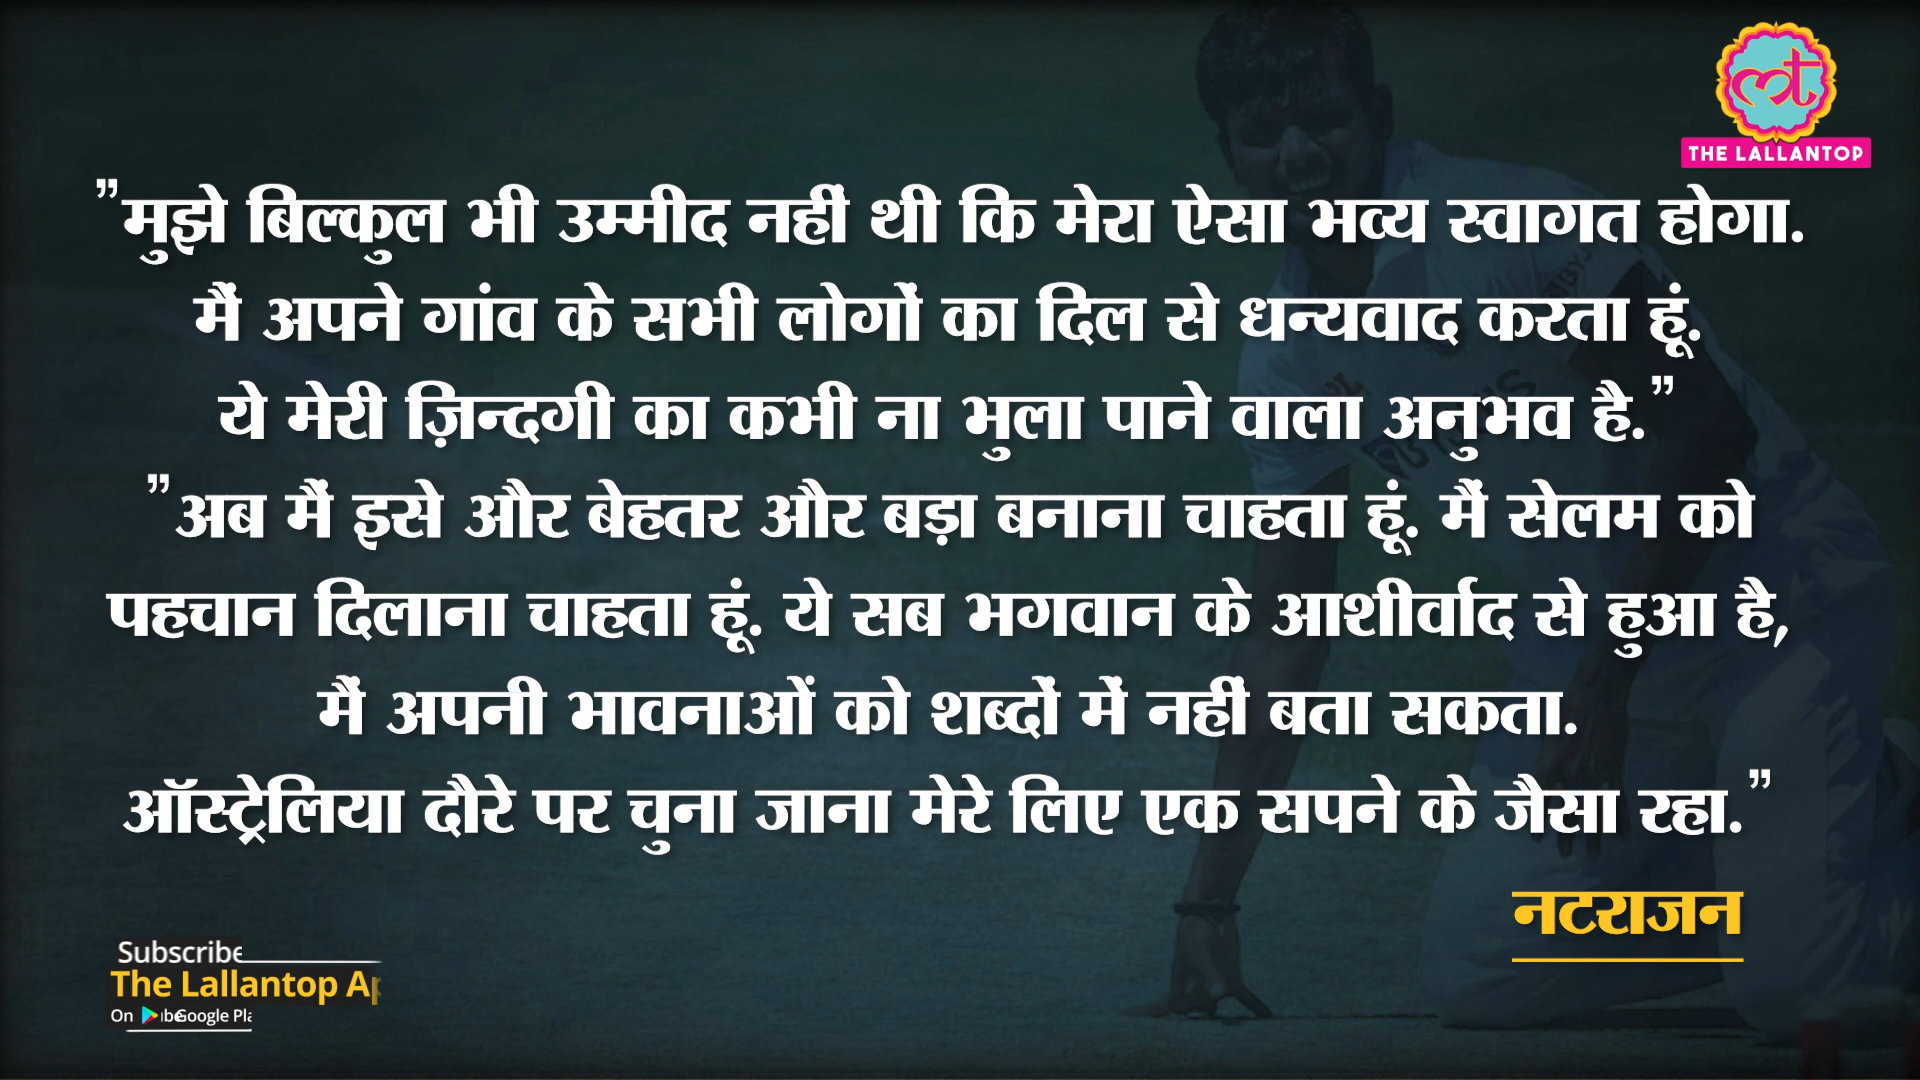 THE LALLANTOP
”मुझे बिल्कुल भी उम्मीद नहीं थी कि मेरा ऐसा भव्य स्वागत होगा.
मैं अपने गांव के सभी लोगों का दिल से धन्यवाद करता हूं.
ये मेरी ज़िन्दगी का कभी ना भुला पाने वाला अनुभव है.”
”अब मैं इसे और बेहतर और बड़ा बनाना चाहता हूं. मैं सेलम को
पहचान दिलाना चाहता हूं. ये सब भगवान के आशीर्वाद से हुआ है,
मैं अपनी भावनाओं को शब्दों में नहीं बता सकता.
ऑस्ट्रेलिया दौरे पर चुना जाना मेरे लिए एक सपने के जैसा रहा.”
नटराजन
Subscribe
The Lallantop
On Google